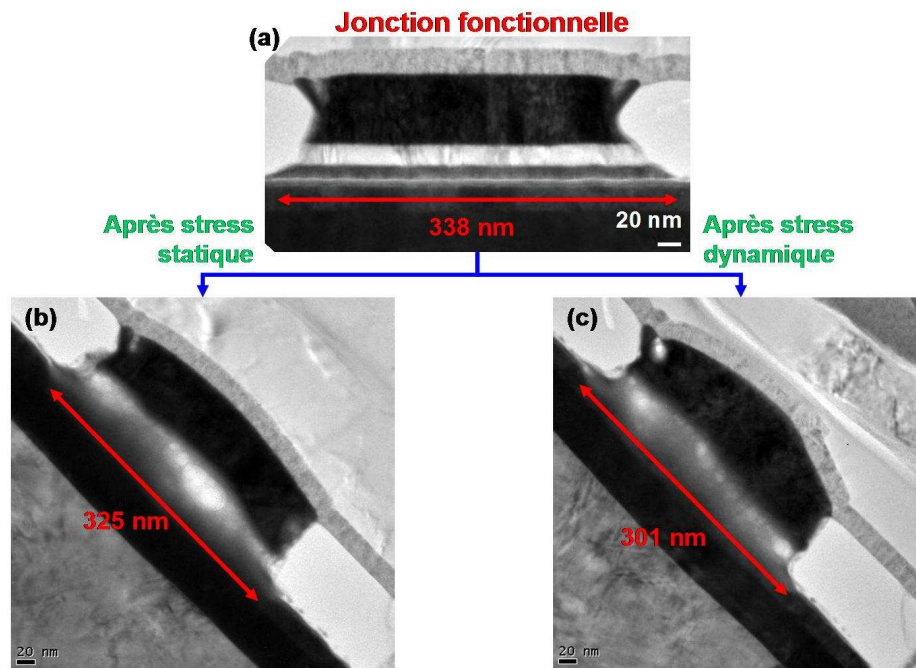 Jonction fonctionnelle
(a)
338 nm
20 nm
Après stress
statique
Après stress
dynamique
(b)
325 nm
20 nm
(c)
301 nm
20 nm